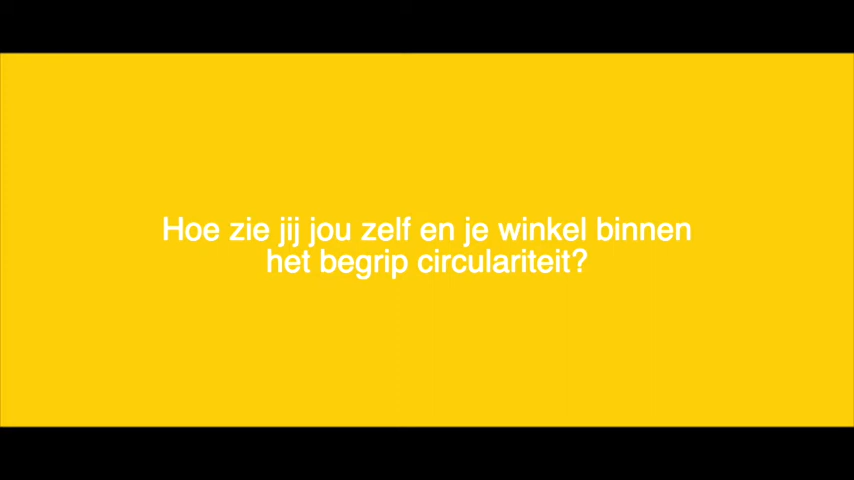 Hoe zie jij jou zelf en je winkel binnen
het begrip circulariteit?